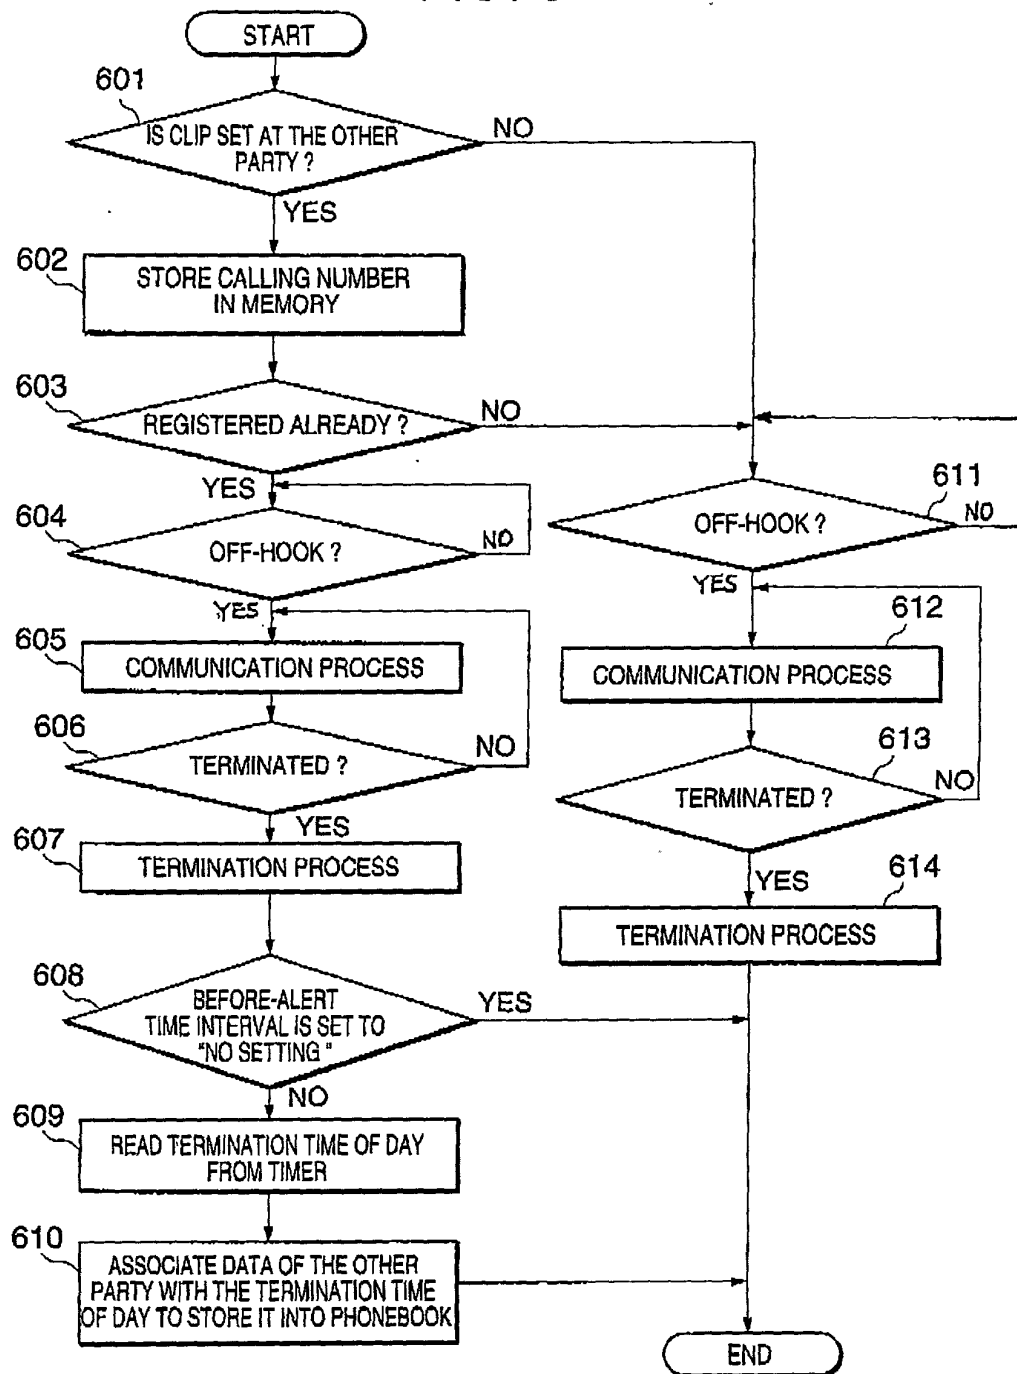 START
601
IS CLIP SET AT THE OTHER
PARTY ?
NO
YES
602
STORE CALLING NUMBER
IN MEMORY
603
REGISTERED ALREADY ?
NO
YES
604
OFF-HOOK ?
NO
YES
605
COMMUNICATION PROCESS
606
TERMINATED ?
NO
YES
607
TERMINATION PROCESS
608
BEFORE-ALERT
TIME INTERVAL IS SET TO
"NO SETTING "
YES
NO
609
READ TERMINATION TIME OF DAY
FROM TIMER
610
ASSOCIATE DATA OF THE OTHER
PARTY WITH THE TERMINATION TIME
OF DAY TO STORE IT INTO PHONEBOOK
611
OFF-HOOK ?
NO
YES
612
COMMUNICATION PROCESS
613
TERMINATED ?
NO
YES
614
TERMINATION PROCESS
END